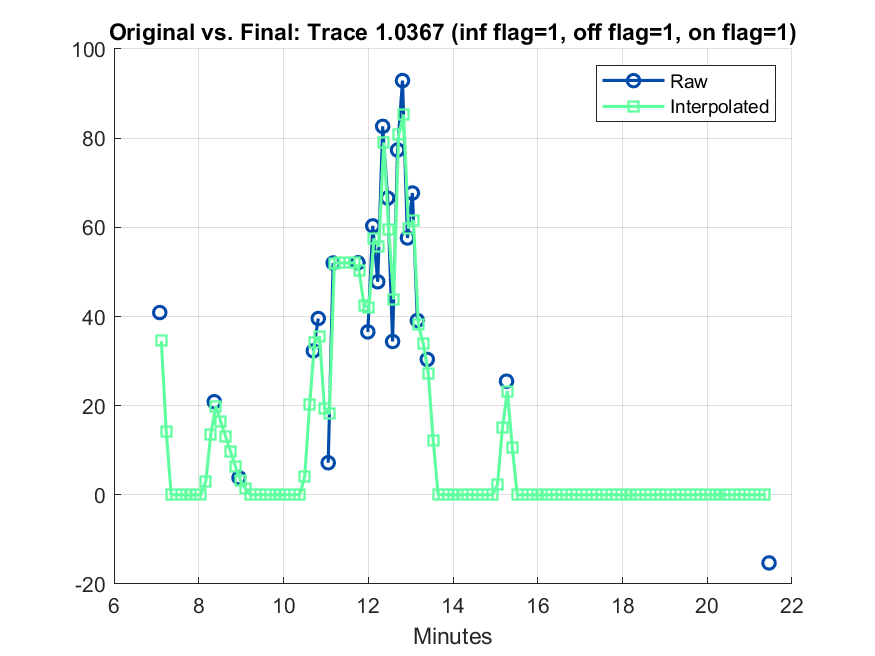 Original vs. Final: Trace 1.0367 (inf flag=1, off flag=1, on flag=1)
100
80
60
40
20
0
-20
Raw
Interpolated
6 8 10 12 14 16 18 20 22
Minutes